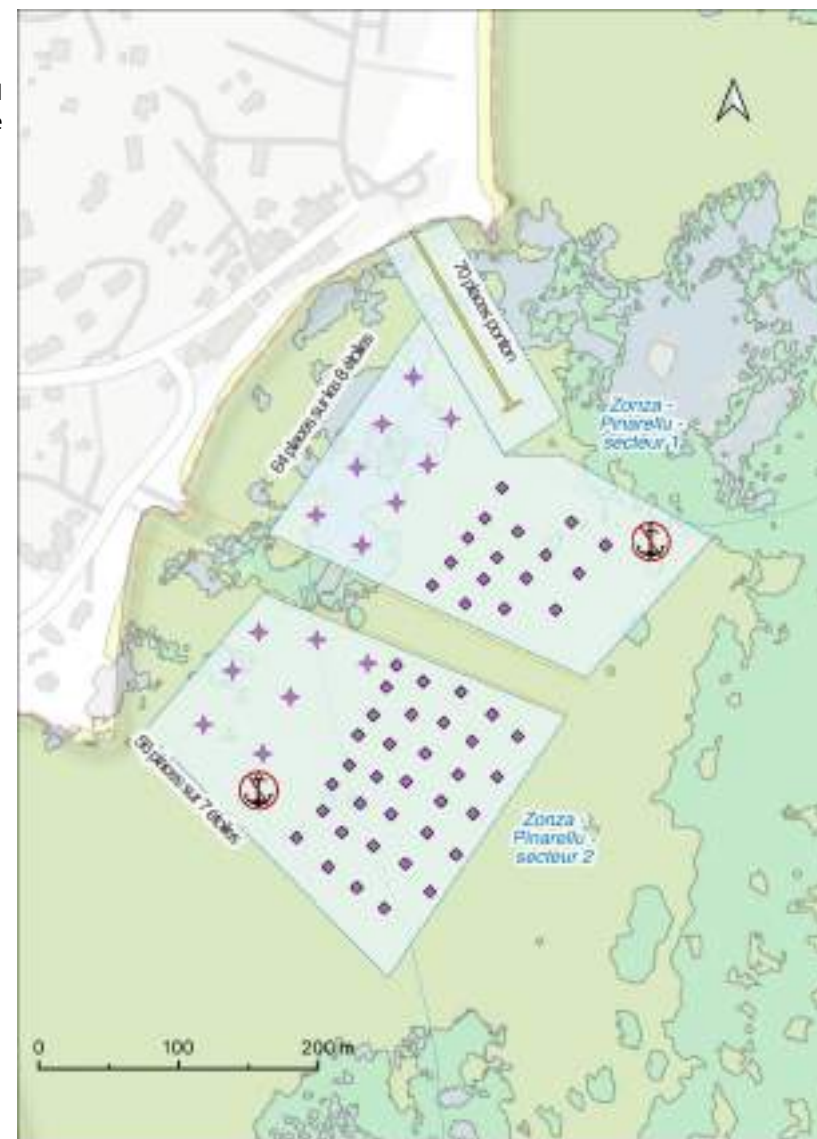 70 places ponton
64 places sur les 8 étoiles
Zonza -
Pinarellu -
secteur 1
56 places sur 7 étoiles
Zonza -
Pinarellu -
secteur 2
0 100 200 m